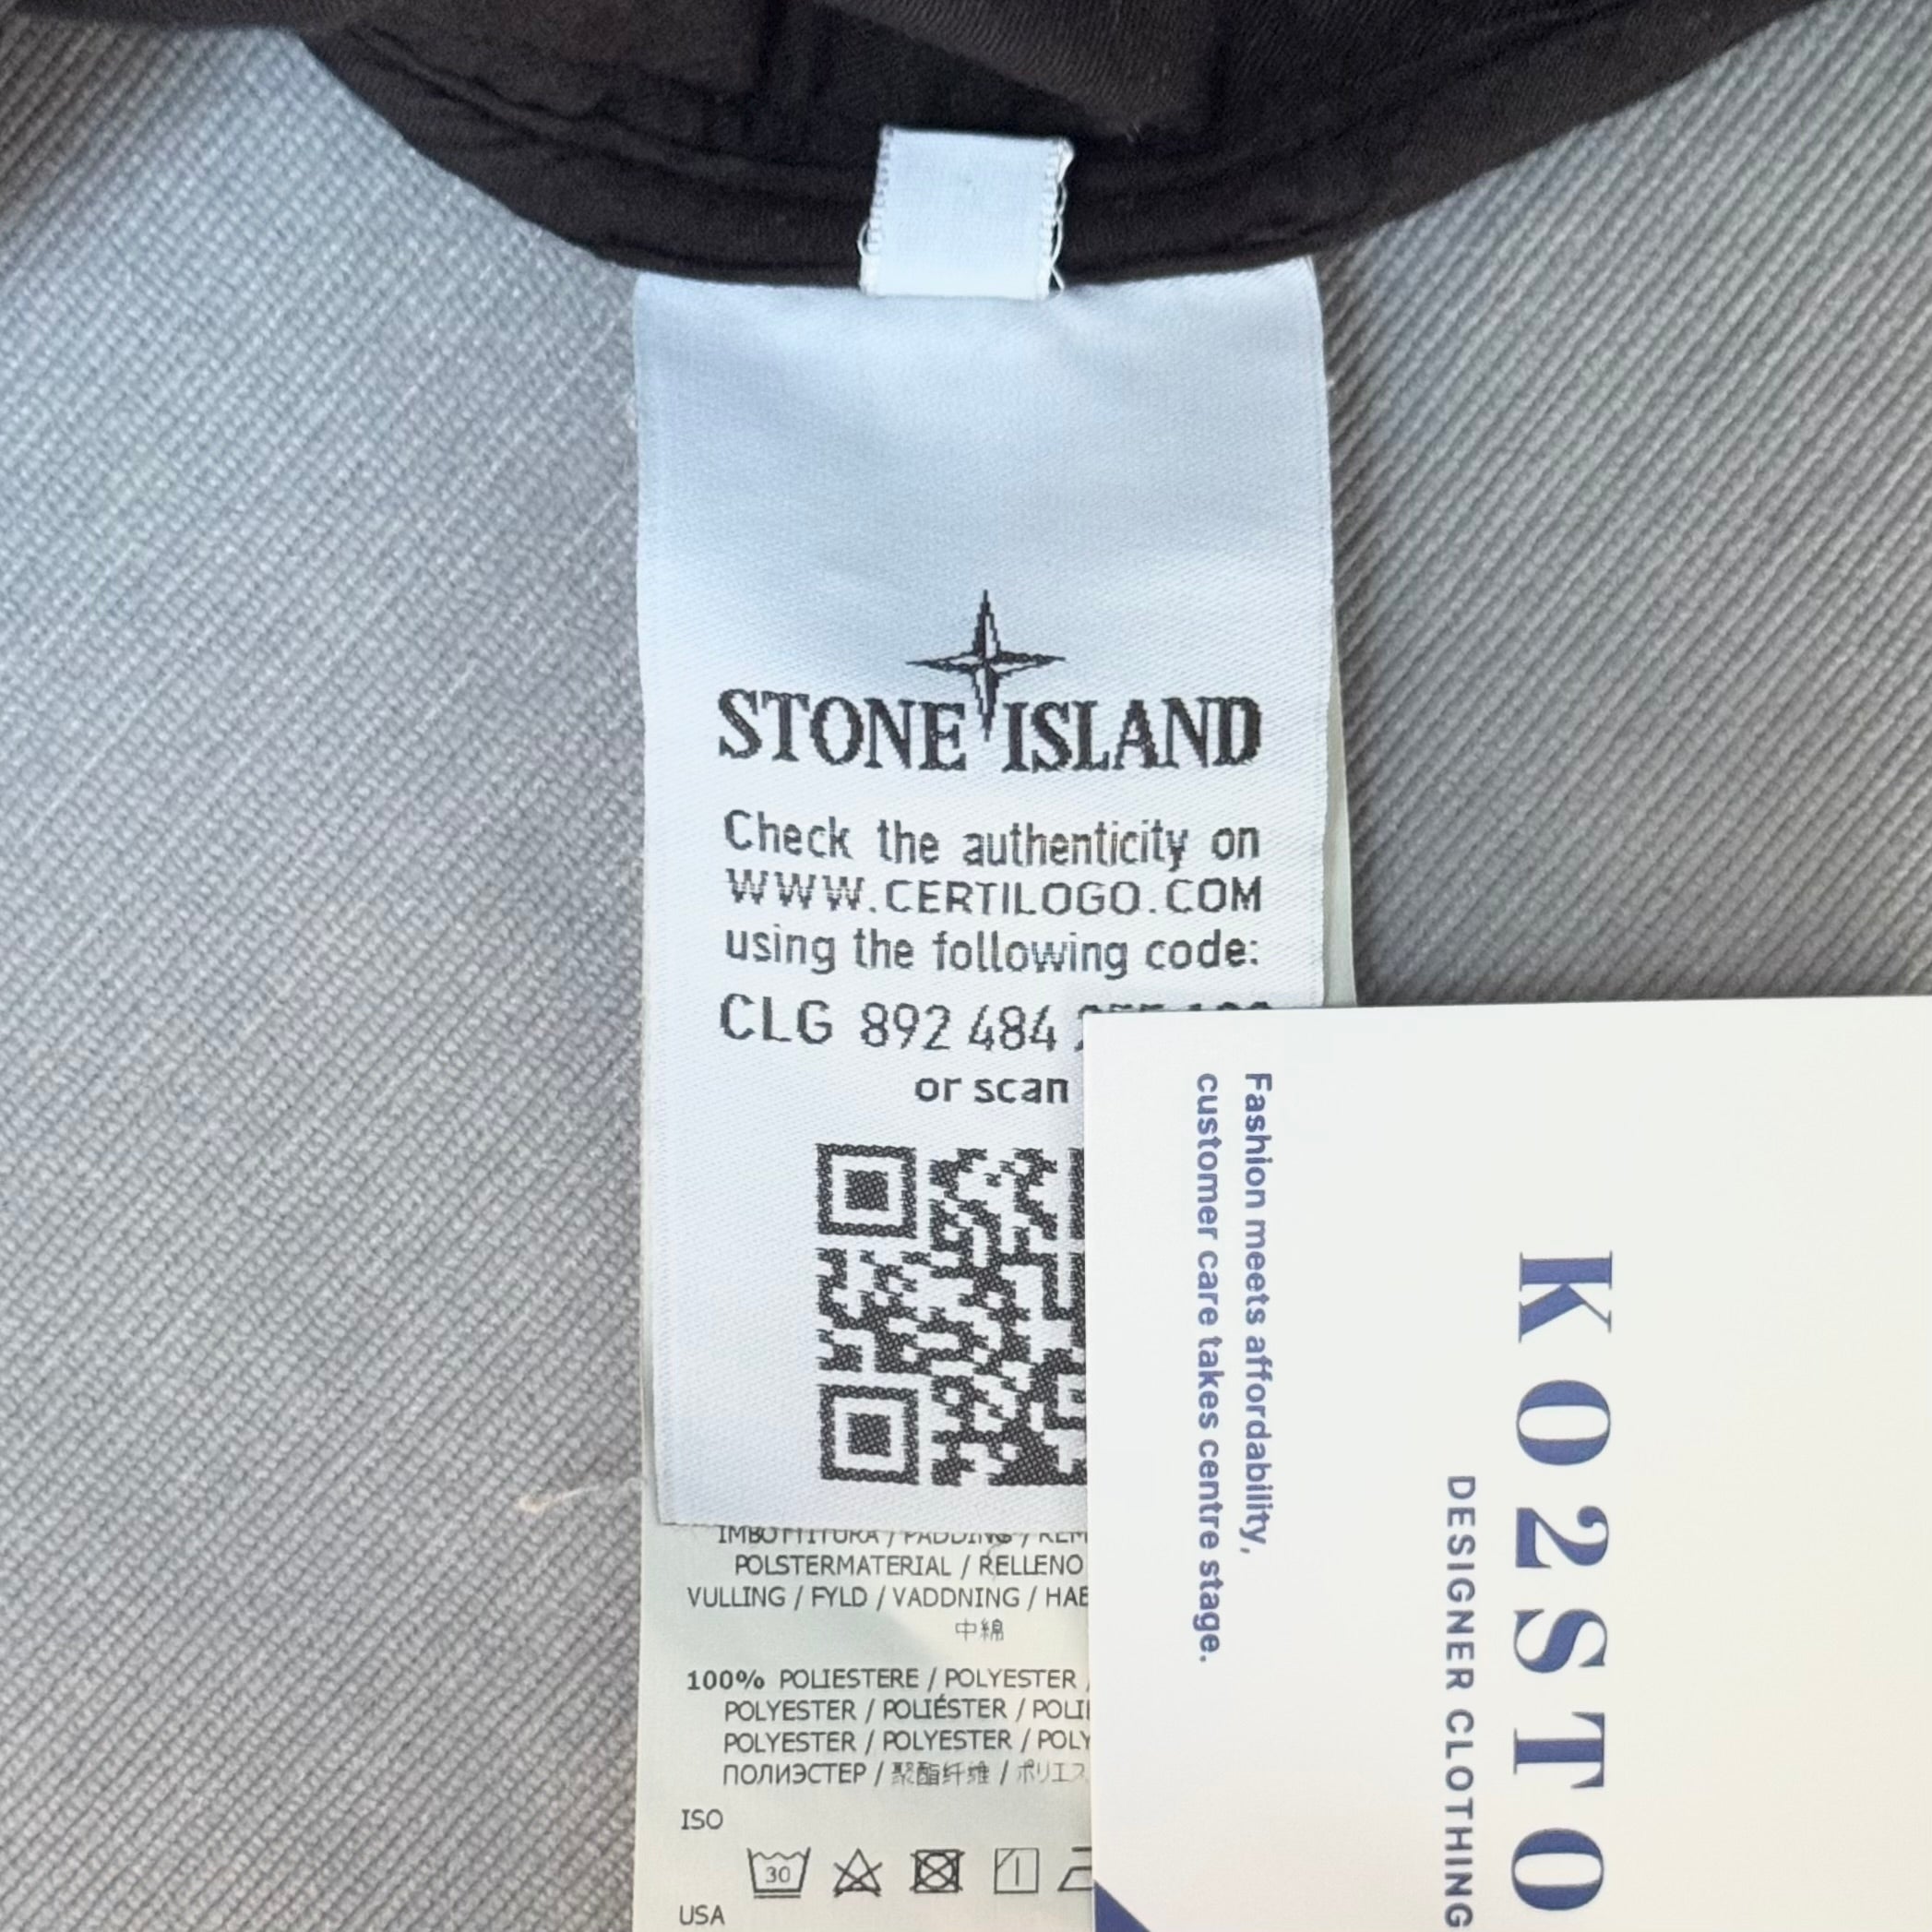 STONE ISLAND
Check the authenticity on
WWW.CERTILOGO.COM
using the following code:
CLG 892 484
or scan
IMBOTTITURA / PADDING /
POLSTERMATERIAL / RELLENO
VULLING / FYLD / VADDNING /
中綿
100% POLIESTERE / POLYESTER /
POLYESTER / POLIÉSTER /
POLYESTER / POLYESTER /
ПОЛИЭСТЕР / 聚酯纤维 /
ISO
30
USA
Fashion meets affordability,
customer care takes centre stage.
KO2STO
DESIGNER CLOTHING